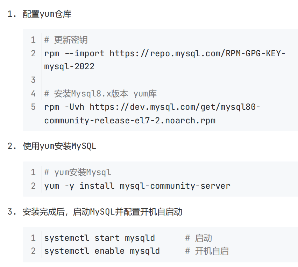 1. 配置yum仓库
1 # 更新密钥
2 rpm --import https://repo.mysql.com/RPM-GPG-KEY-
mysql-2022
3
4 # 安装Mysql8.x版本 yum库
5 rpm -Uvh https://dev.mysql.com/get/mysql80-
community-release-el7-2.noarch.rpm
2. 使用yum安装MySQL
1 # yum安装Mysql
2 yum -y install mysql-community-server
3. 安装完成后，启动MySQL并配置开机自启动
1 systemctl start mysqld # 启动
2 systemctl enable mysqld # 开机自启